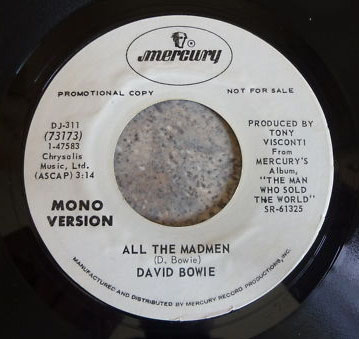 mercury
PROMOTIONAL COPY
NOT FOR SALE
DJ-311
(73173)
1-47583
Chrysalis
Music, Ltd.
(ASCAP) 3:14
MONO
VERSION
PRODUCED BY
TONY
VISCONTI
From
MERCURY'S
Album,
"THE MAN
WHO SOLD
THE WORLD"
SR-61325
ALL THE MADMEN
(D. Bowie)
DAVID BOWIE
MANUFACTURED AND DISTRIBUTED BY MERCURY RECORD PRODUCTIONS, INC.